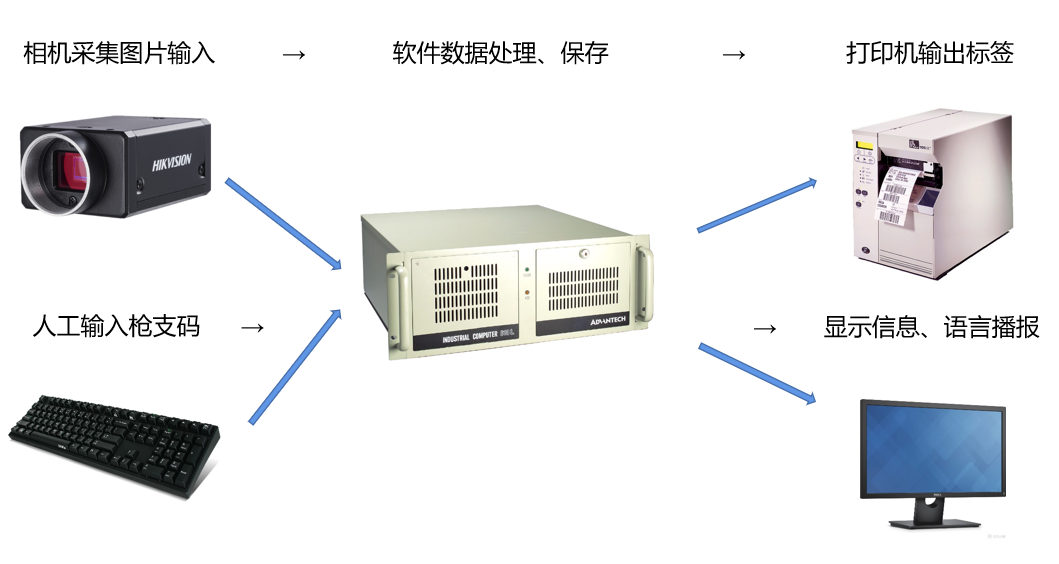 相机采集图片输入 → 软件数据处理、保存 → 打印机输出标签
HIKVISION
ADVANTECH
INDUSTRIAL COMPUTER
人工输入枪支码 → → 显示信息、语言播报